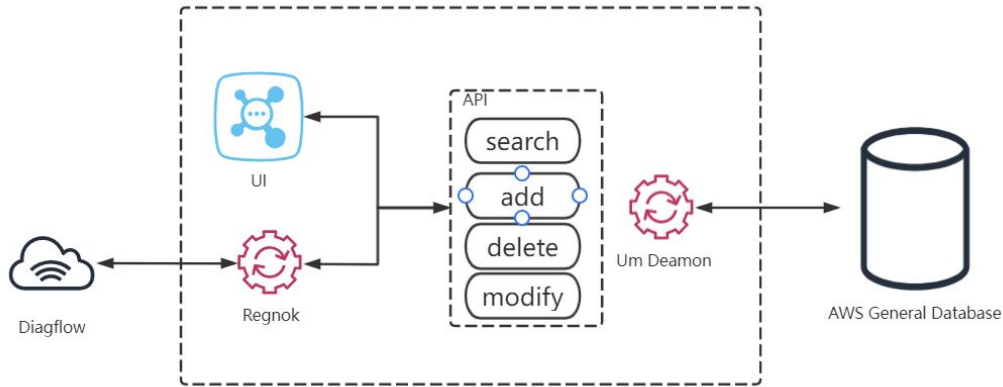 API
search
UI
add
delete
Um Deamon
modify
Regnok
Diagflow
AWS General Database